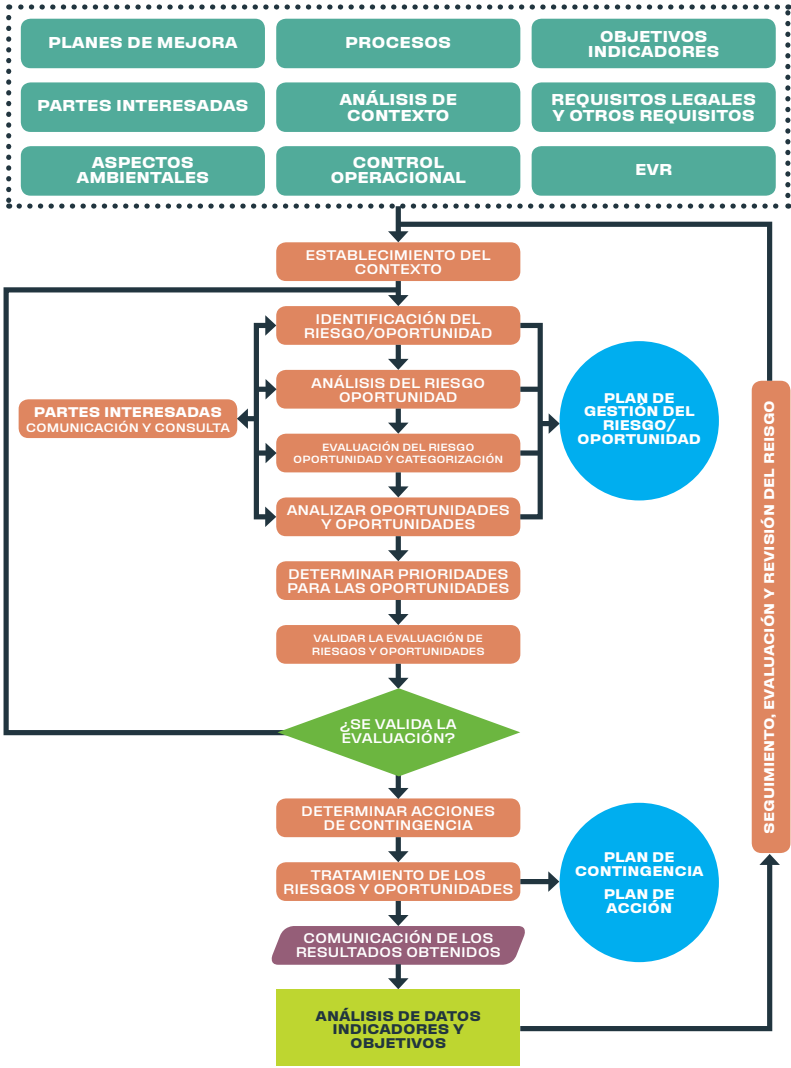 PLANES DE MEJORA
PROCESOS
OBJETIVOS
INDICADORES
PARTES INTERESADAS
ANÁLISIS DE
CONTEXTO
REQUISITOS LEGALES
Y OTROS REQUISITOS
ASPECTOS
AMBIENTALES
CONTROL
OPERACIONAL
EVR
ESTABLECIMIENTO DEL
CONTEXTO
IDENTIFICACIÓN DEL
RIESGO/OPORTUNIDAD
ANÁLISIS DEL RIESGO
OPORTUNIDAD
PARTES INTERESADAS
COMUNICACIÓN Y CONSULTA
EVALUACIÓN DEL RIESGO
OPORTUNIDAD Y CATEGORIZACIÓN
ANALIZAR OPORTUNIDADES
Y OPORTUNIDADES
PLAN DE
GESTIÓN DEL
RIESGO/
OPORTUNIDAD
DETERMINAR PRIORIDADES
PARA LAS OPORTUNIDADES
VALIDAR LA EVALUACIÓN DE
RIESGOS Y OPORTUNIDADES
¿SE VALIDA LA
EVALUACIÓN?
DETERMINAR ACCIONES
DE CONTINGENCIA
TRATAMIENTO DE LOS
RIESGOS Y OPORTUNIDADES
PLAN DE
CONTINGENCIA
PLAN DE
ACCIÓN
COMUNICACIÓN DE LOS
RESULTADOS OBTENIDOS
ANÁLISIS DE DATOS
INDICADORES Y
OBJETIVOS
SEGUIMIENTO, EVALUACIÓN Y REVISIÓN DEL REISGO